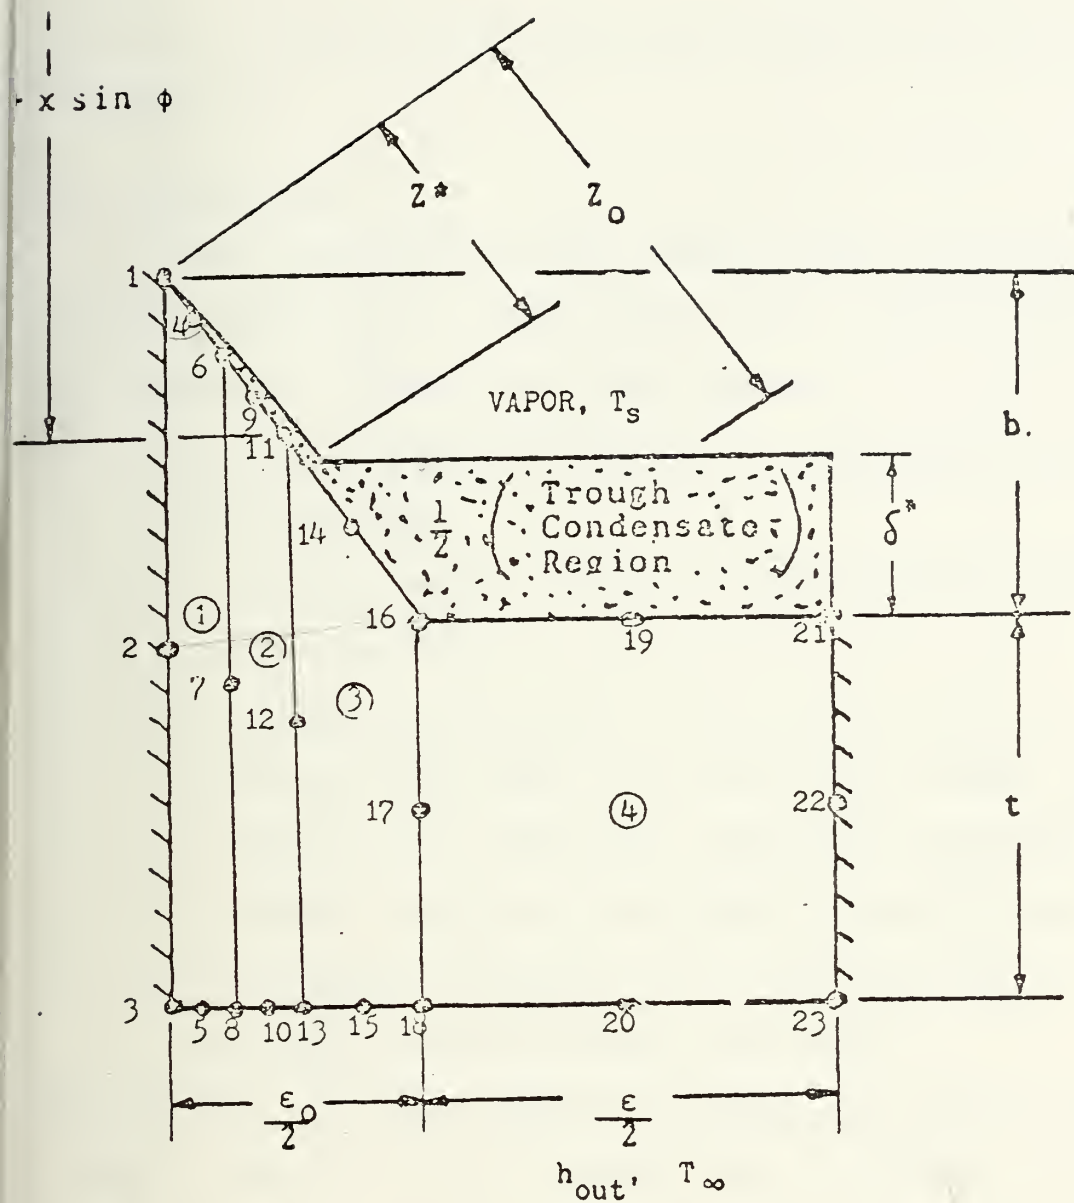 + x sin φ
Z*
Z₀
1
4
6
9
11
VAPOR, Tₛ
b.
14
1/2 (Trough
Condensate
Region)
δ*
①
16
2
②
19
21
7
③
12
17
④
22
t
3
5 8 10 13 15 18 20 23
ε₀/2
ε/2
h_out, T∞